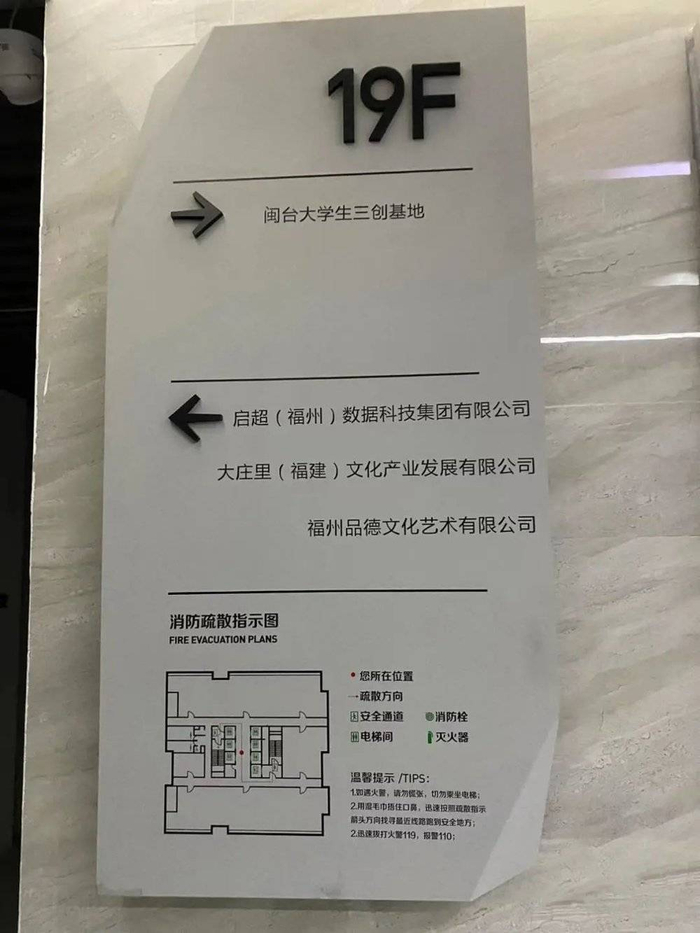 19F
闽台大学生三创基地
启超（福州）数据科技集团有限公司
大庄里（福建）文化产业发展有限公司
福州品德文化艺术有限公司
消防疏散指示图
FIRE EVACUATION PLANS
您所在位置
疏散方向
安全通道 消防栓
电梯间 灭火器
温馨提示 /TIPS：
1.如遇火警，请勿慌张，切勿乘坐电梯；
2.用湿毛巾捂住口鼻，迅速按照疏散指示
箭头方向找寻最近线路跑到安全地方；
2.迅速拨打火警119，报警110；